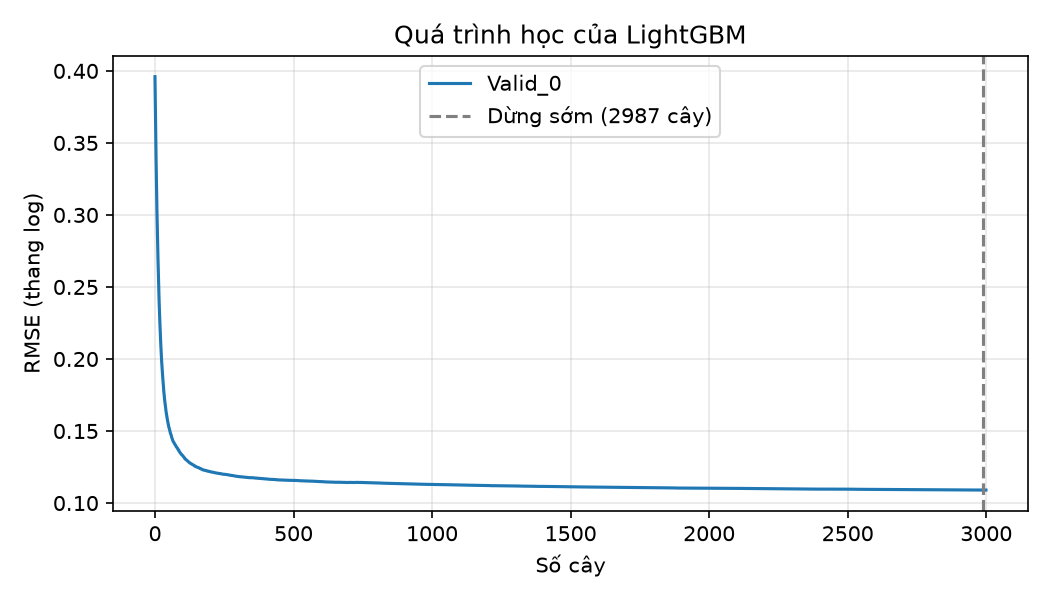 Quá trình học của LightGBM
Valid_0
Dừng sớm (2987 cây)
RMSE (thang log)
0.40
0.35
0.30
0.25
0.20
0.15
0.10
0 500 1000 1500 2000 2500 3000
Số cây